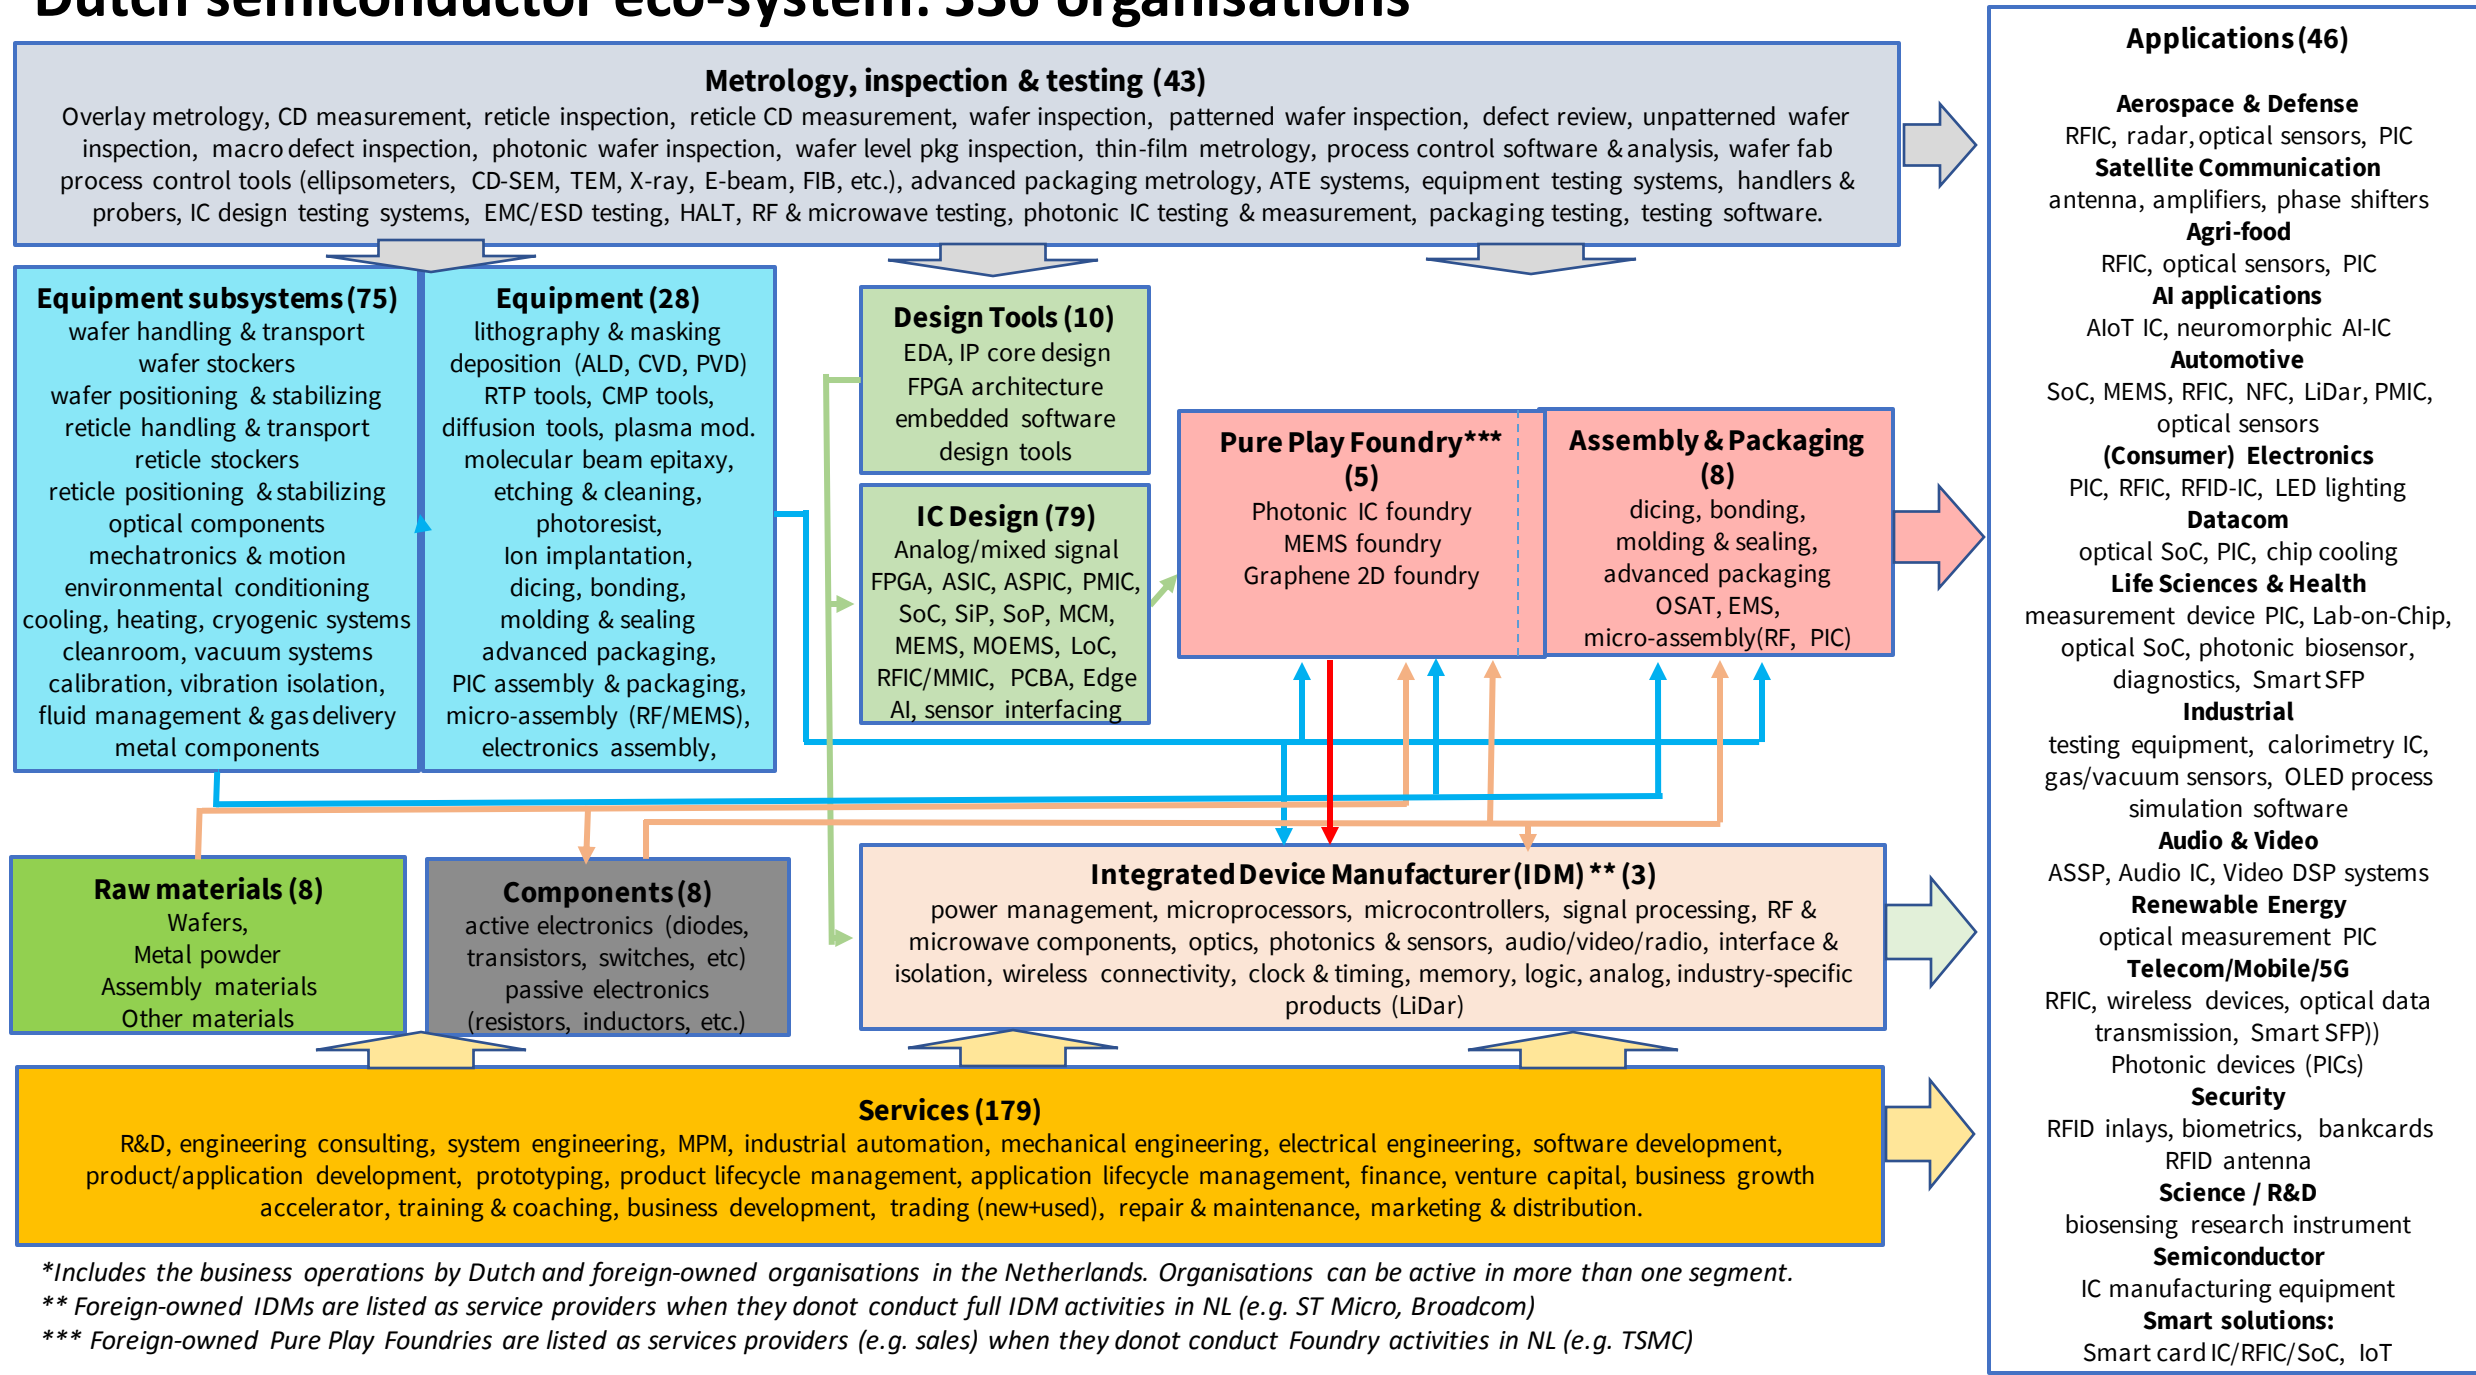 Dutch semiconductor eco-system: 336 organisations
Metrology, inspection & testing (43)
Overlay metrology, CD measurement, reticle inspection, reticle CD measurement, wafer inspection, patterned wafer inspection, defect review, unpatterned wafer
inspection, macro defect inspection, photonic wafer inspection, wafer level pkg inspection, thin-film metrology, process control software & analysis, wafer fab
process control tools (ellipsometers, CD-SEM, TEM, X-ray, E-beam, FIB, etc.), advanced packaging metrology, ATE systems, equipment testing systems, handlers &
probers, IC design testing systems, EMC/ESD testing, HALT, RF & microwave testing, photonic IC testing & measurement, packaging testing, testing software.
Equipment subsystems (75)
wafer handling & transport
wafer stockers
wafer positioning & stabilizing
reticle handling & transport
reticle stockers
reticle positioning & stabilizing
optical components
mechatronics & motion
environmental conditioning
cooling, heating, cryogenic systems
cleanroom, vacuum systems
calibration, vibration isolation,
fluid management & gas delivery
metal components
Equipment (28)
lithography & masking
deposition (ALD, CVD, PVD)
RTP tools, CMP tools,
diffusion tools, plasma mod.
molecular beam epitaxy,
etching & cleaning,
photoresist,
Ion implantation,
dicing, bonding,
molding & sealing
advanced packaging,
PIC assembly & packaging,
micro-assembly (RF/MEMS),
electronics assembly,
Design Tools (10)
EDA, IP core design
FPGA architecture
embedded software
design tools
IC Design (79)
Analog/mixed signal
FPGA, ASIC, ASPIC, PMIC,
SoC, SiP, SoP, MCM,
MEMS, MOEMS, LoC,
RFIC/MMIC, PCBA, Edge
AI, sensor interfacing
Pure Play Foundry***
(5)
Photonic IC foundry
MEMS foundry
Graphene 2D foundry
Assembly & Packaging
(8)
dicing, bonding,
molding & sealing,
advanced packaging
OSAT, EMS,
micro-assembly(RF, PIC)
Raw materials (8)
Wafers,
Metal powder
Assembly materials
Other materials
Components (8)
active electronics (diodes,
transistors, switches, etc)
passive electronics
(resistors, inductors, etc.)
Integrated Device Manufacturer (IDM) ** (3)
power management, microprocessors, microcontrollers, signal processing, RF &
microwave components, optics, photonics & sensors, audio/video/radio, interface &
isolation, wireless connectivity, clock & timing, memory, logic, analog, industry-specific
products (LiDar)
Services (179)
R&D, engineering consulting, system engineering, MPM, industrial automation, mechanical engineering, electrical engineering, software development,
product/application development, prototyping, product lifecycle management, application lifecycle management, finance, venture capital, business growth
accelerator, training & coaching, business development, trading (new+used), repair & maintenance, marketing & distribution.
*Includes the business operations by Dutch and foreign-owned organisations in the Netherlands. Organisations can be active in more than one segment.
** Foreign-owned IDMs are listed as service providers when they donot conduct full IDM activities in NL (e.g. ST Micro, Broadcom)
*** Foreign-owned Pure Play Foundries are listed as services providers (e.g. sales) when they donot conduct Foundry activities in NL (e.g. TSMC)
Applications (46)
Aerospace & Defense
RFIC, radar, optical sensors, PIC
Satellite Communication
antenna, amplifiers, phase shifters
Agri-food
RFIC, optical sensors, PIC
AI applications
AIoT IC, neuromorphic AI-IC
Automotive
SoC, MEMS, RFIC, NFC, LiDar, PMIC,
optical sensors
(Consumer) Electronics
PIC, RFIC, RFID-IC, LED lighting
Datacom
optical SoC, PIC, chip cooling
Life Sciences & Health
measurement device PIC, Lab-on-Chip,
optical SoC, photonic biosensor,
diagnostics, Smart SFP
Industrial
testing equipment, calorimetry IC,
gas/vacuum sensors, OLED process
simulation software
Audio & Video
ASSP, Audio IC, Video DSP systems
Renewable Energy
optical measurement PIC
Telecom/Mobile/5G
RFIC, wireless devices, optical data
transmission, Smart SFP))
Photonic devices (PICs)
Security
RFID inlays, biometrics, bankcards
RFID antenna
Science / R&D
biosensing research instrument
Semiconductor
IC manufacturing equipment
Smart solutions:
Smart card IC/RFIC/SoC, IoT